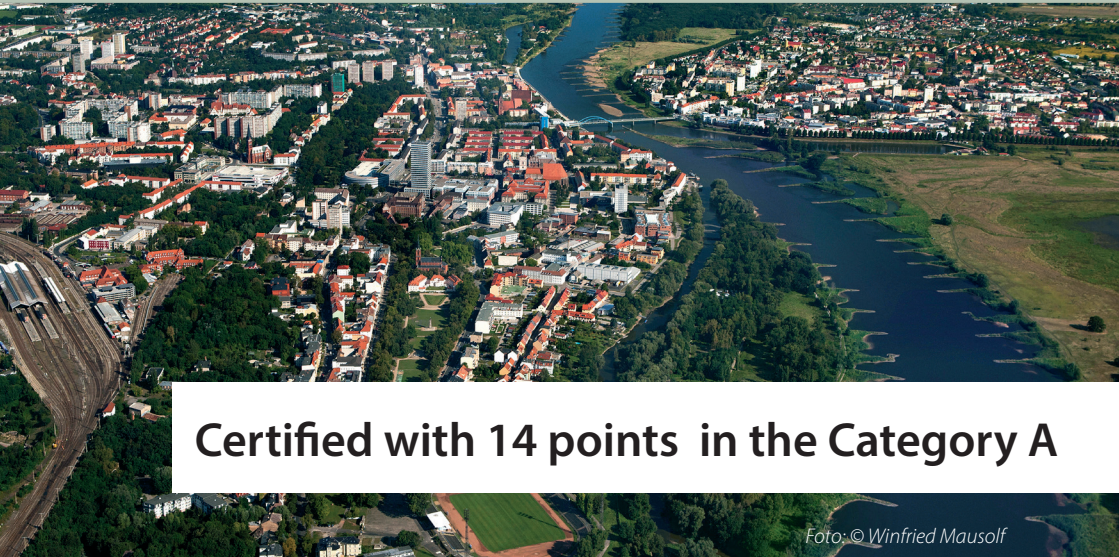 Certified with 14 points  in the Category A
Foto: © Winfried Mausolf